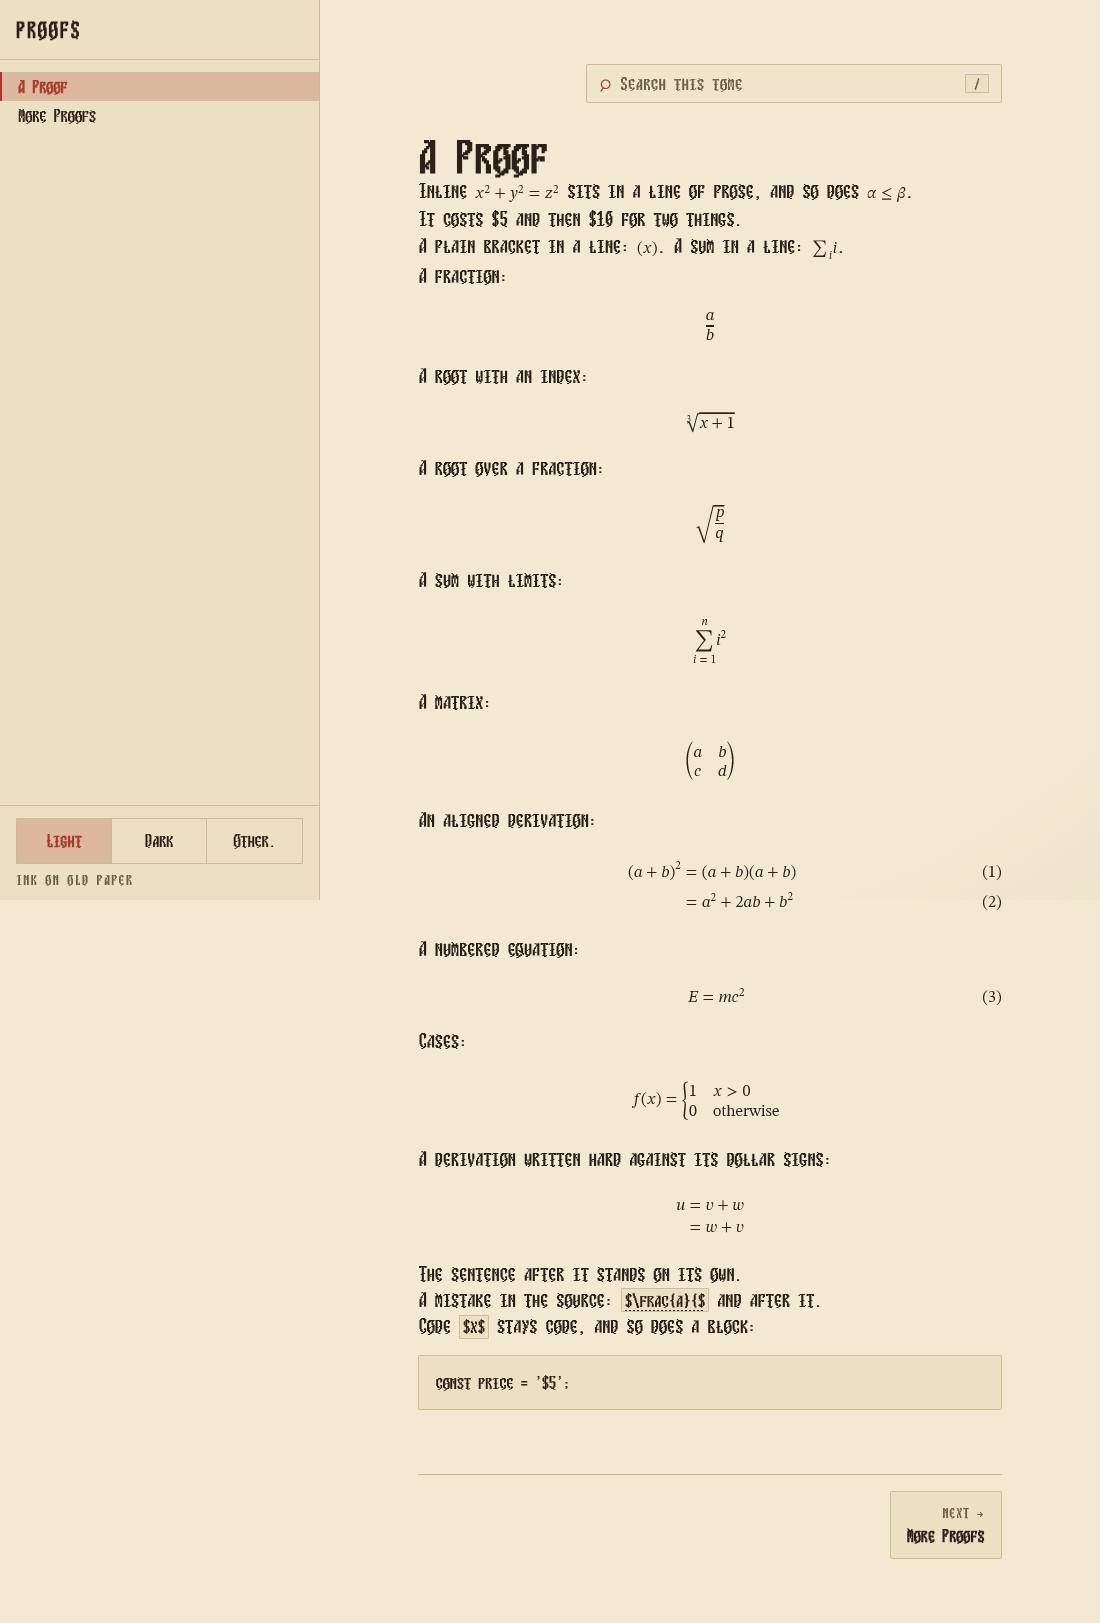 PROOFS
A Proof
More Proofs
Light
Dark
Other.
ink on old paper
Search this tome
/
A Proof
Inline x² + y² = z² sits in a line of prose, and so does α ≤ β.
It costs $5 and then $10 for two things.
A plain bracket in a line: (x). A sum in a line: ∑ᵢi.
A fraction:
a
b
A root with an index:
3√x + 1
A root over a fraction:
√p
q
A sum with limits:
n
∑i²
i = 1
A matrix:
(a b
c d)
An aligned derivation:
(a + b)² = (a + b)(a + b) (1)
= a² + 2ab + b² (2)
A numbered equation:
E = mc² (3)
Cases:
f(x) = {1 x > 0
0 otherwise
A derivation written hard against its dollar signs:
u = v + w
= w + v
The sentence after it stands on its own.
A mistake in the source: $\frac{a}{$ and after it.
Code $x$ stays code, and so does a block:
const price = '$5';
Next →
More Proofs